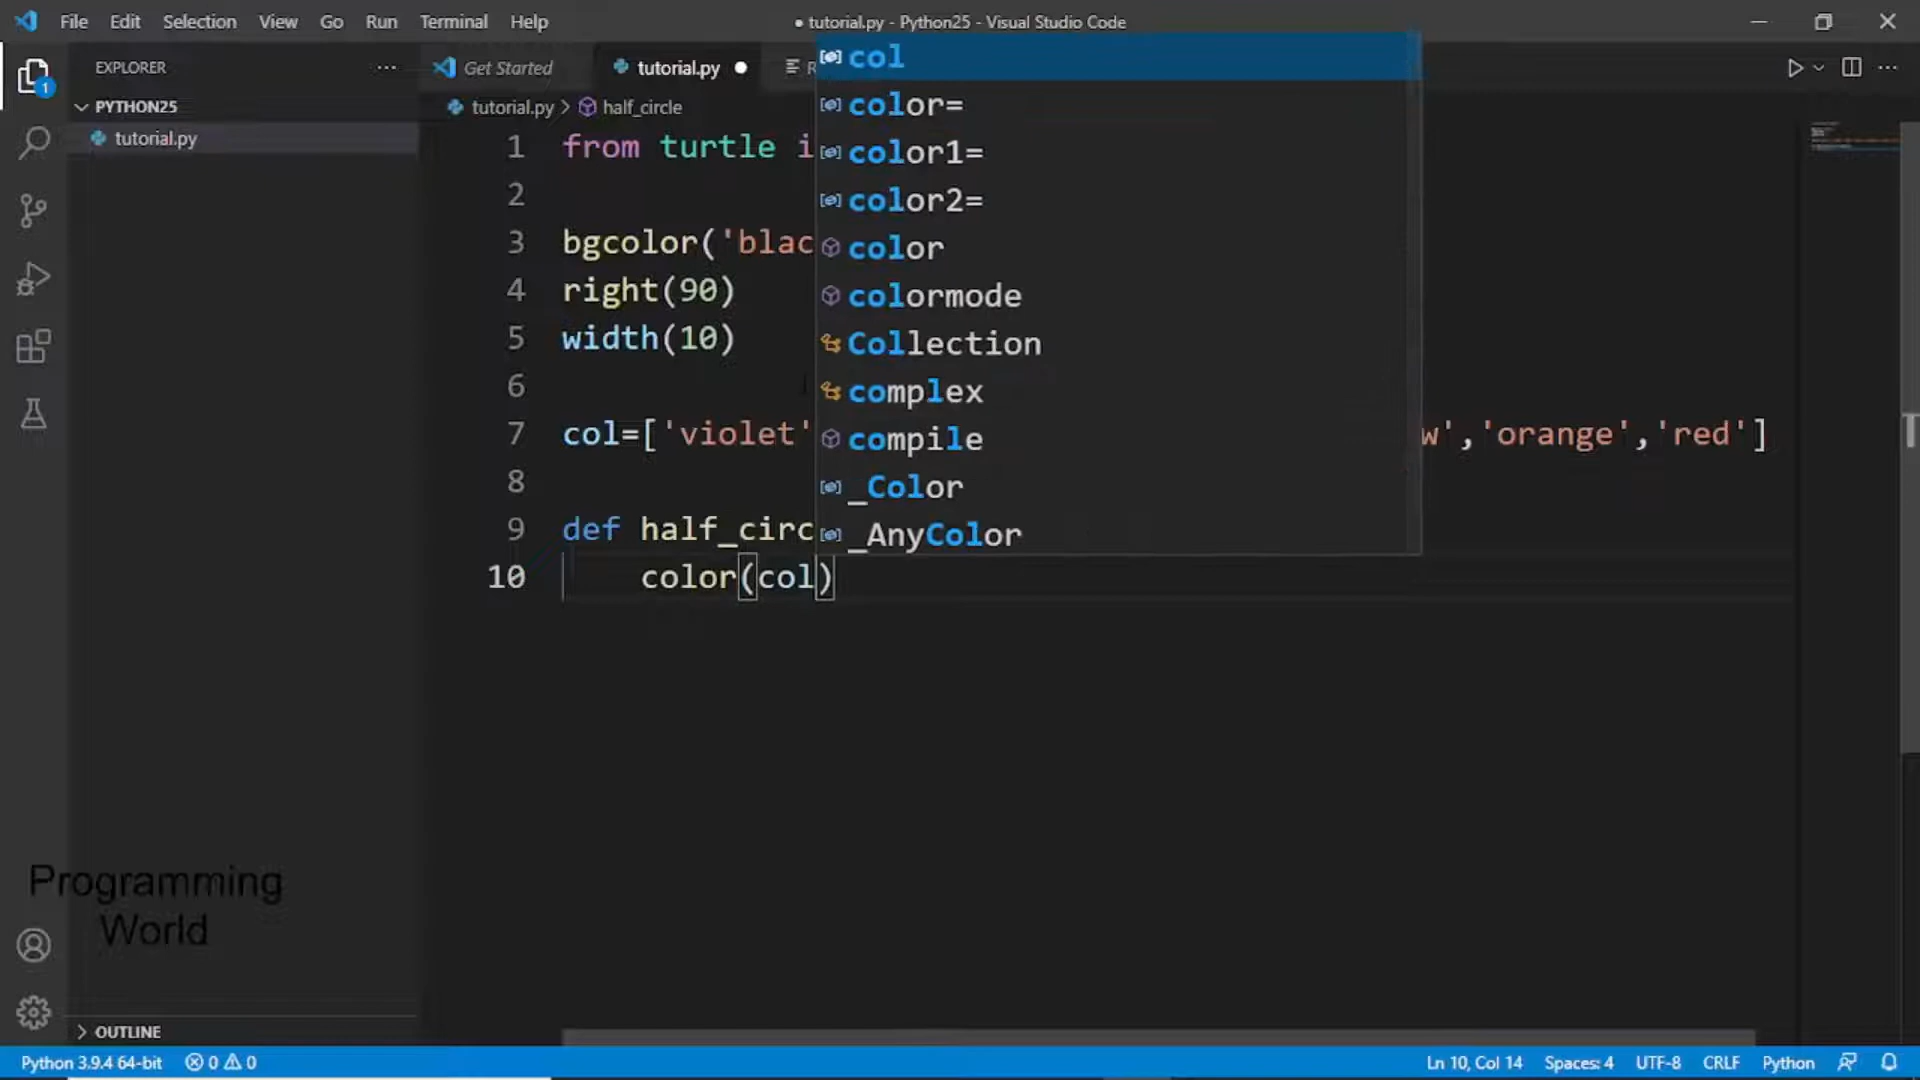 File Edit Selection View Go Run Terminal Help
● tutorial.py - Python25 - Visual Studio Code
EXPLORER
PYTHON25
tutorial.py
1
Get Started
tutorial.py
R
tutorial.py > half_circle
1 from turtle i
2
3 bgcolor('blac
4 right(90)
5 width(10)
6
7 col=['violet' w','orange','red']
8
9 def half_circ
10 color(col)
col
color=
color1=
color2=
color
colormode
Collection
complex
compile
_Color
_AnyColor
Programming
World
OUTLINE
Python 3.9.4 64-bit 0 0
Ln 10, Col 14 Spaces: 4 UTF-8 CRLF Python